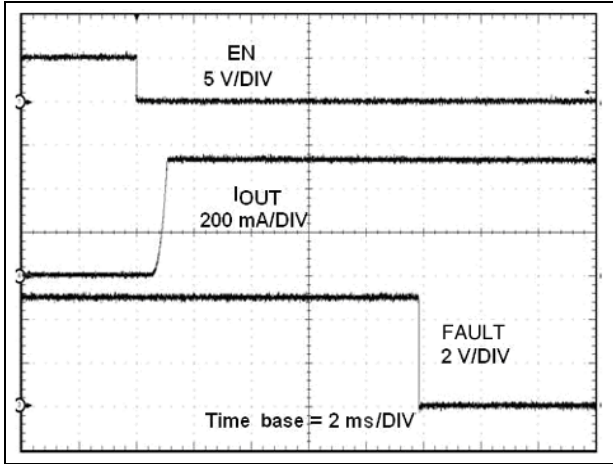 EN
5 V/DIV
IOUT
200 mA/DIV
FAULT
2 V/DIV
Time base = 2 ms/DIV